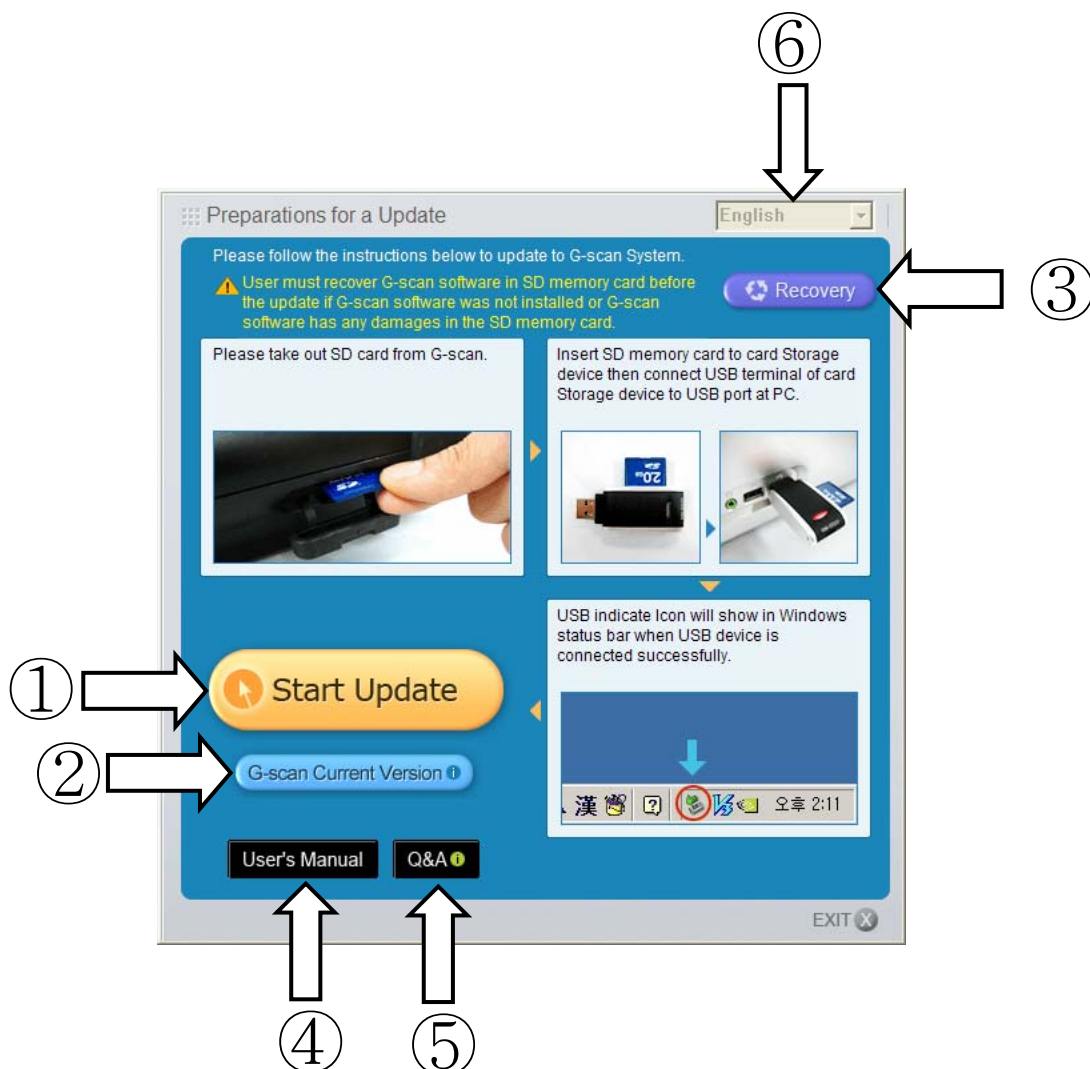 ⑥
Preparations for a Update
English
Please follow the instructions below to update to G-scan System.
User must recover G-scan software in SD memory card before
the update if G-scan software was not installed or G-scan
software has any damages in the SD memory card.
Recovery
③
Please take out SD card from G-scan.
Insert SD memory card to card Storage
device then connect USB terminal of card
Storage device to USB port at PC.
2.0GB
USB indicate Icon will show in Windows
status bar when USB device is
connected successfully.
漢
오후 2:11
①
Start Update
②
G-scan Current Version
User's Manual
Q&A
EXIT X
④
⑤